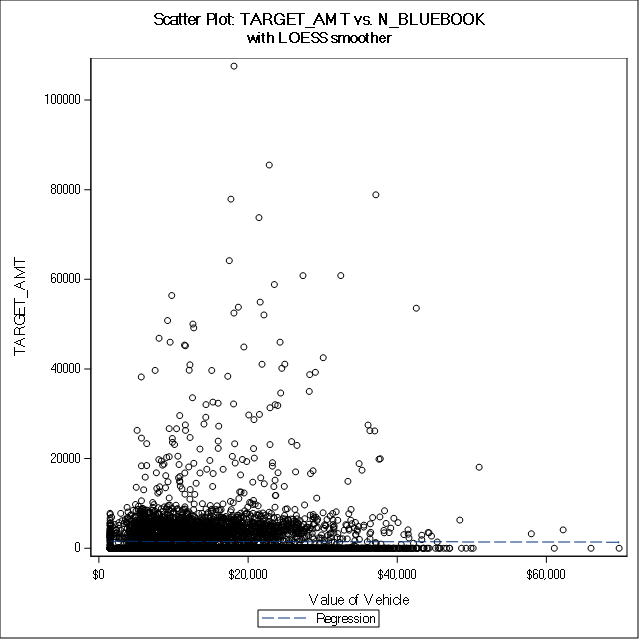 Scatter Plot: TARGET_AMT vs. N_BLUEBOOK
with LOESS smoother
100000
80000
60000
40000
20000
0
TARGET_AMT
$0
$20,000
$40,000
$60,000
Value of Vehicle
Regression